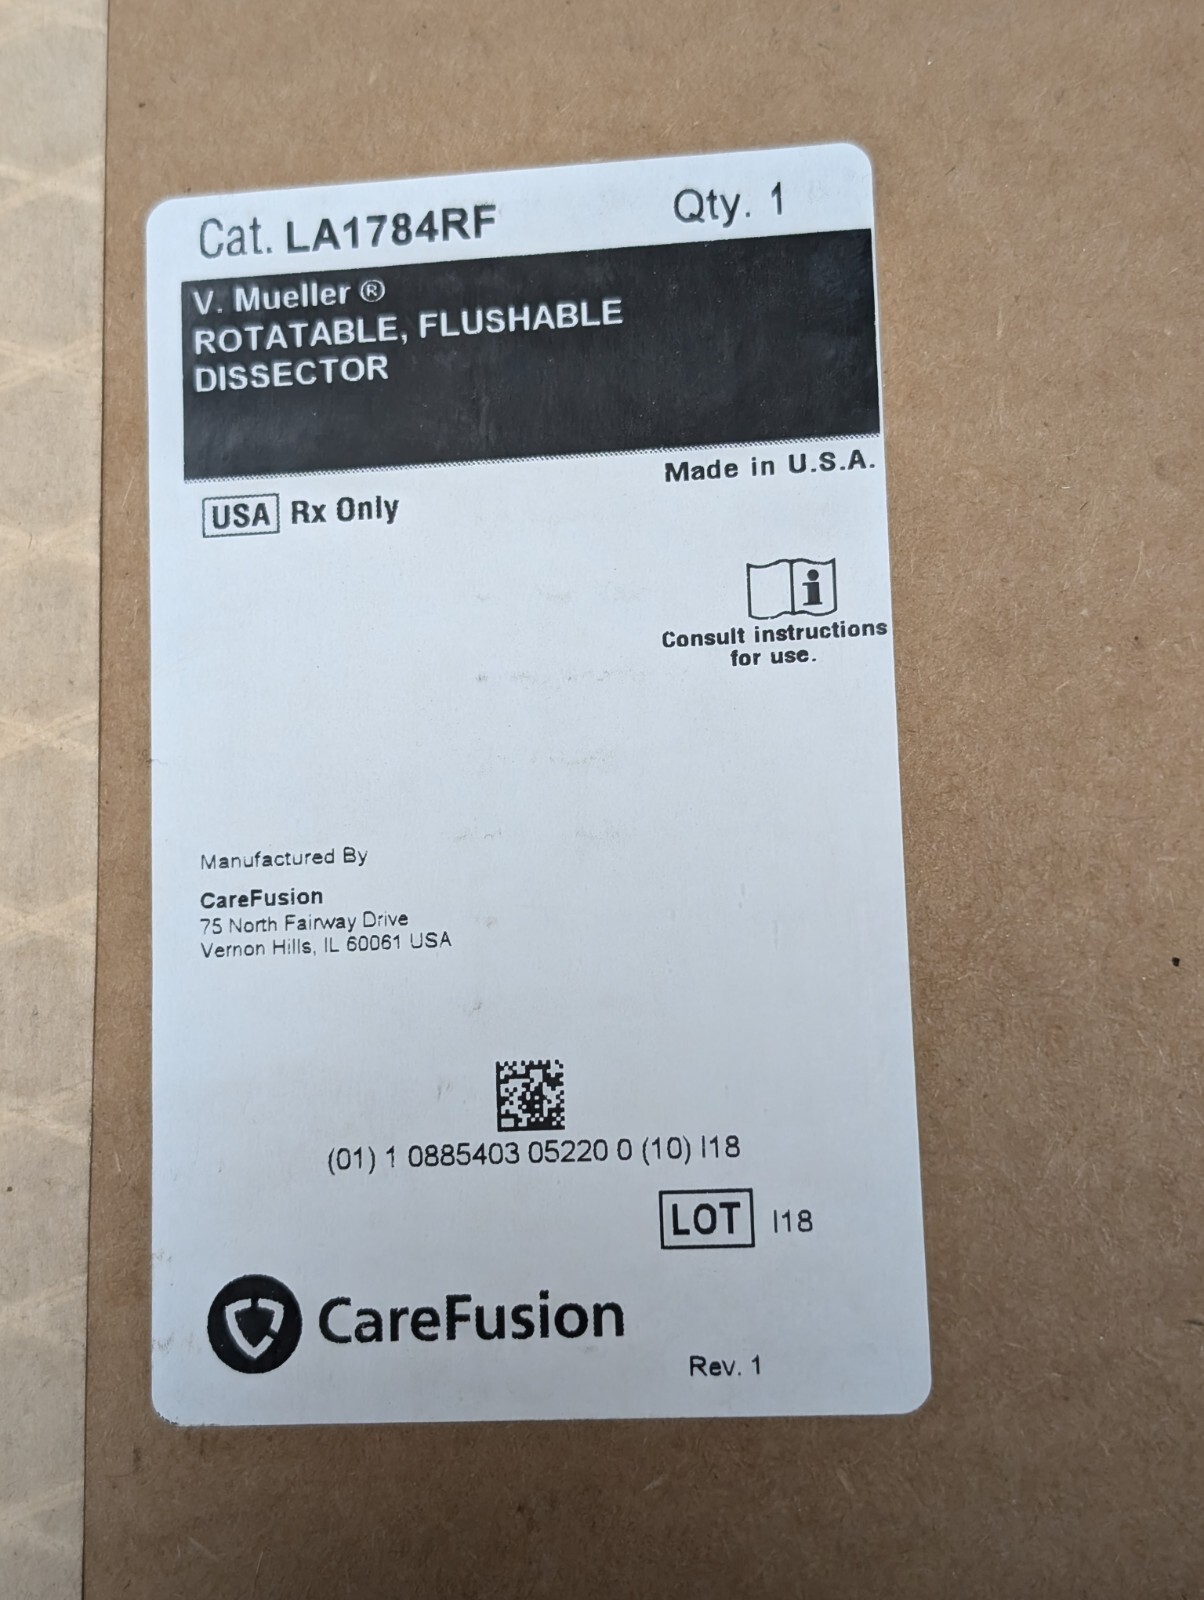 Cat. LA1784RF Qty. 1
V. Mueller ®
ROTATABLE, FLUSHABLE
DISSECTOR
Made in U.S.A.
USA Rx Only
i
Consult instructions
for use.
Manufactured By
CareFusion
75 North Fairway Drive
Vernon Hills, IL 60061 USA
(01) 1 0885403 05220 0 (10) I18
LOT I18
CareFusion
Rev. 1